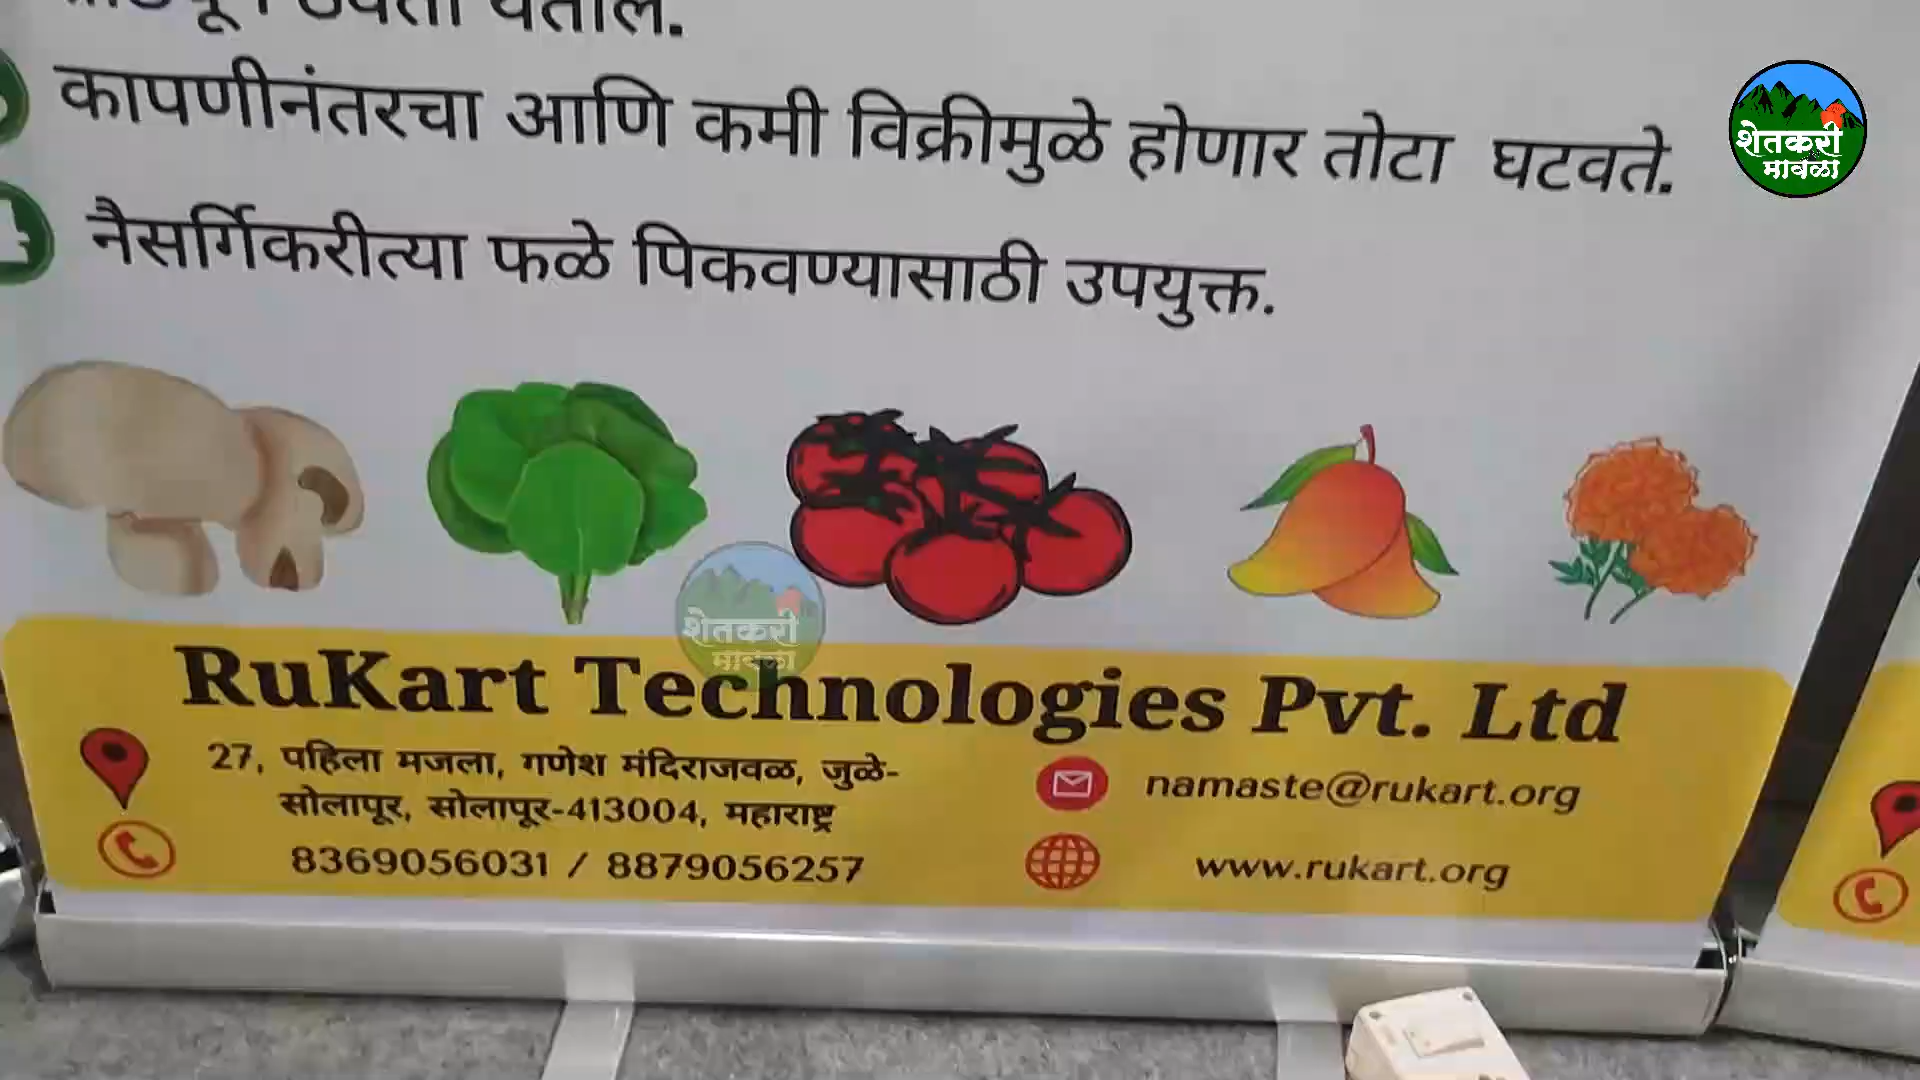 कापणीनंतरचा आणि कमी विक्रीमुळे होणार तोटा घटवते.
नैसर्गिकरीत्या फळे पिकवण्यासाठी उपयुक्त.
शेतकरी
मावळा
शेतकरी
मावळा
RuKart Technologies Pvt. Ltd
27, पहिला मजला, गणेश मंदिराजवळ, जुळे-
सोलापूर, सोलापूर-413004, महाराष्ट्र
8369056031 / 8879056257
namaste@rukart.org
www.rukart.org